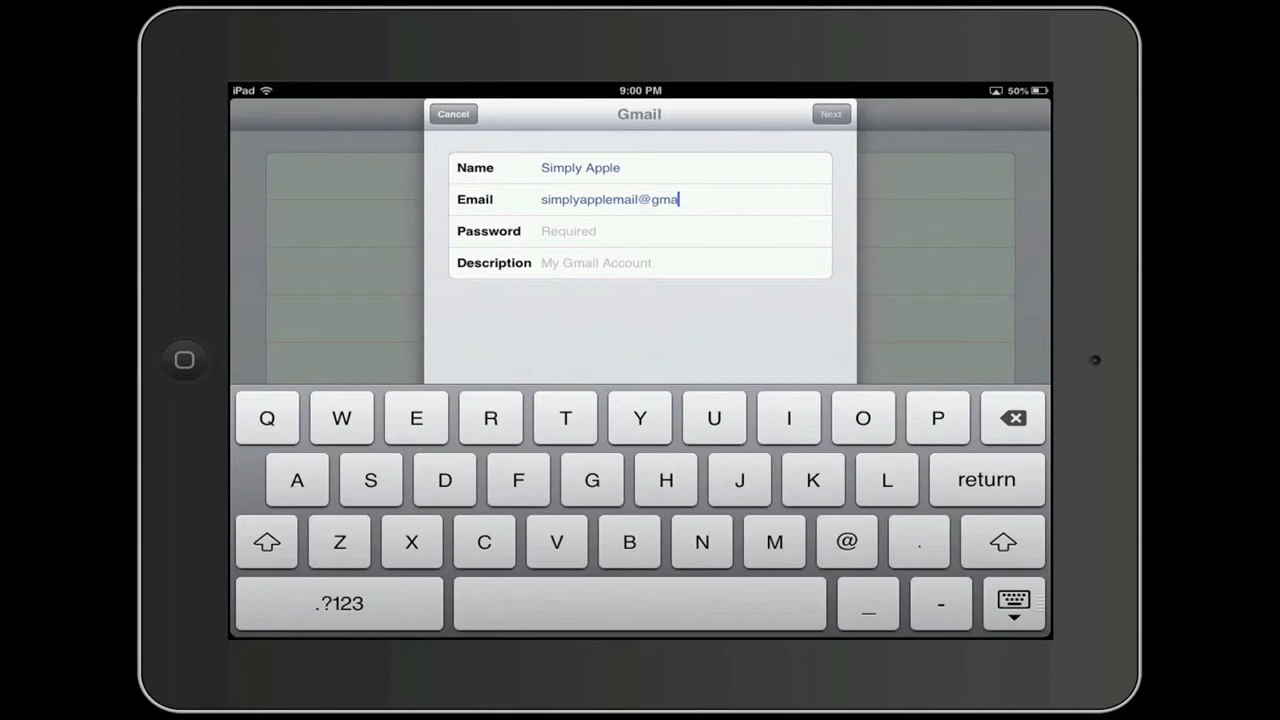 iPad 9:00 PM 50%
Cancel Gmail Next
Name Simply Apple
Email simplyapplemail@gma
Password Required
Description My Gmail Account
Q W E R T Y U I O P
A S D F G H J K L return
Z X C V B N M @ .
.?123 _ -